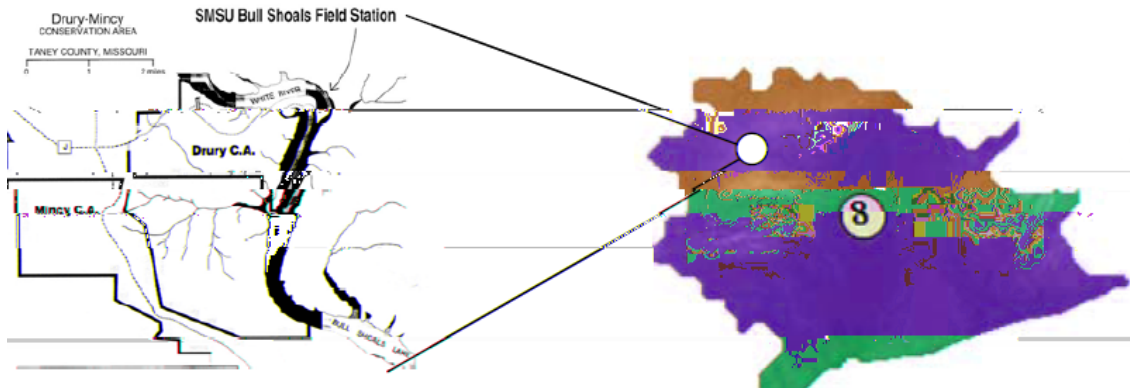 Drury-Mincy
CONSERVATION AREA
TANEY COUNTY, MISSOURI
0 1 2 miles
SMSU Bull Shoals Field Station
WHITE RIVER
J
Drury C.A.
Mincy C.A.
8
BULL SHOALS LAKE